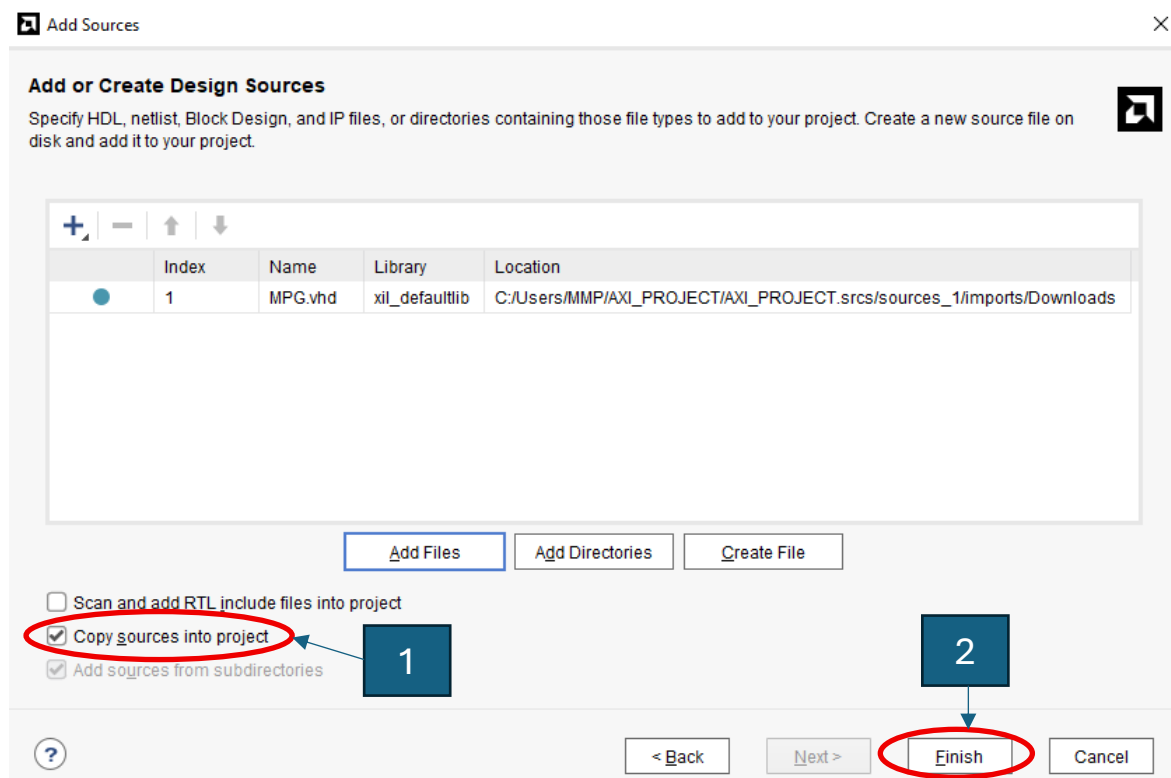 Add Sources
Add or Create Design Sources
Specify HDL, netlist, Block Design, and IP files, or directories containing those file types to add to your project. Create a new source file on
disk and add it to your project.
Index Name Library Location
1 MPG.vhd xil_defaultlib C:/Users/MMP/AXI_PROJECT/AXI_PROJECT.srcs/sources_1/imports/Downloads
Add Files Add Directories Create File
Scan and add RTL include files into project
Copy sources into project
1
2
Add sources from subdirectories
? < Back Next > Finish Cancel